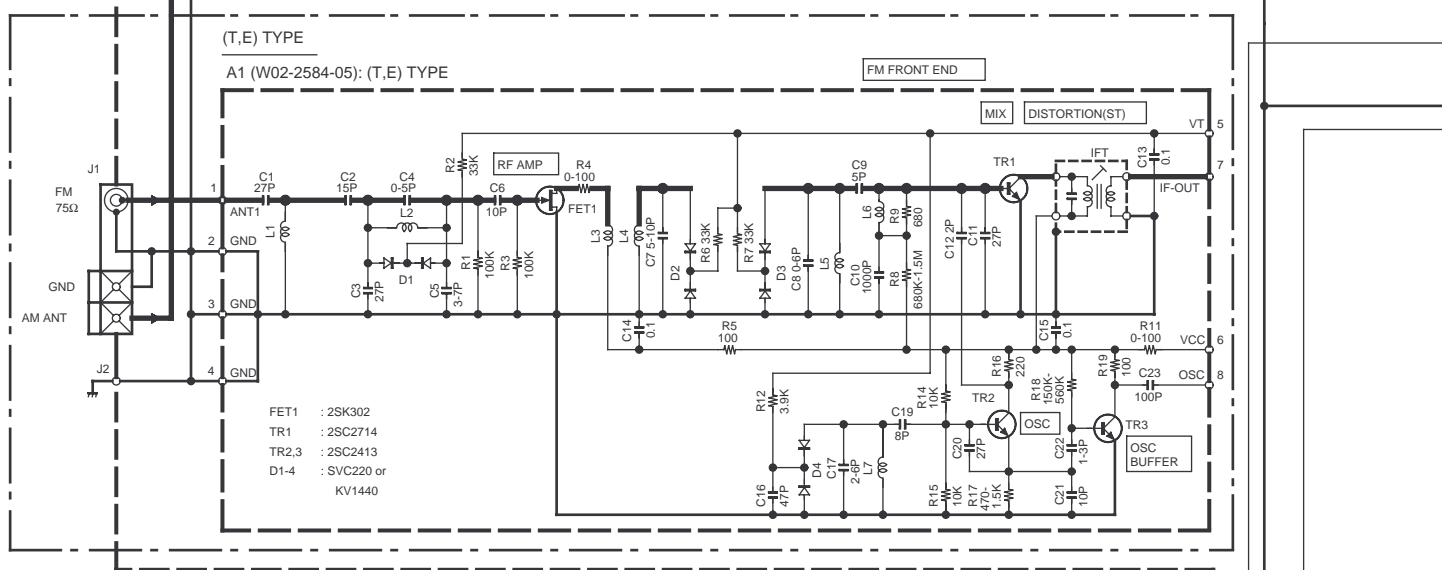 (T,E) TYPE
A1 (W02-2584-05): (T,E) TYPE
FM FRONT END
MIX
DISTORTION(ST)
VT 5
C13
0.1
7
IF-OUT
IFT
TR1
J1
FM
75Ω
1
ANT1
C1
27P
L1
C2
15P
C4
0-5P
L2
D1
C3
27P
C5
3-7P
R2
33K
C6
10P
R1
100K
R3
100K
RF AMP
FET1
R4
0-100
L3
L4
C7 5-10P
D2
R6 33K
R7 33K
D3
C8 0-6P
L5
C9
5P
L6
R9
680
C10
1000P
R8
680K-1.5M
C12 2P
C11
27P
2 GND
GND
3 GND
AM ANT
J2
4 GND
C14
0.1
R5
100
C15
0.1
R11
0-100
VCC 6
OSC 8
C23
100P
R19
100
R18
150K-
560K
R16
220
R14
10K
TR2
OSC
TR3
OSC
BUFFER
R12
3.9K
C16
47P
D4
C17
2-6P
L7
C19
8P
C20
27P
R15
10K
R17
470-
1.5K
C22
1-3P
C21
10P
FET1 : 2SK302
TR1 : 2SC2714
TR2,3 : 2SC2413
D1-4 : SVC220 or
KV1440